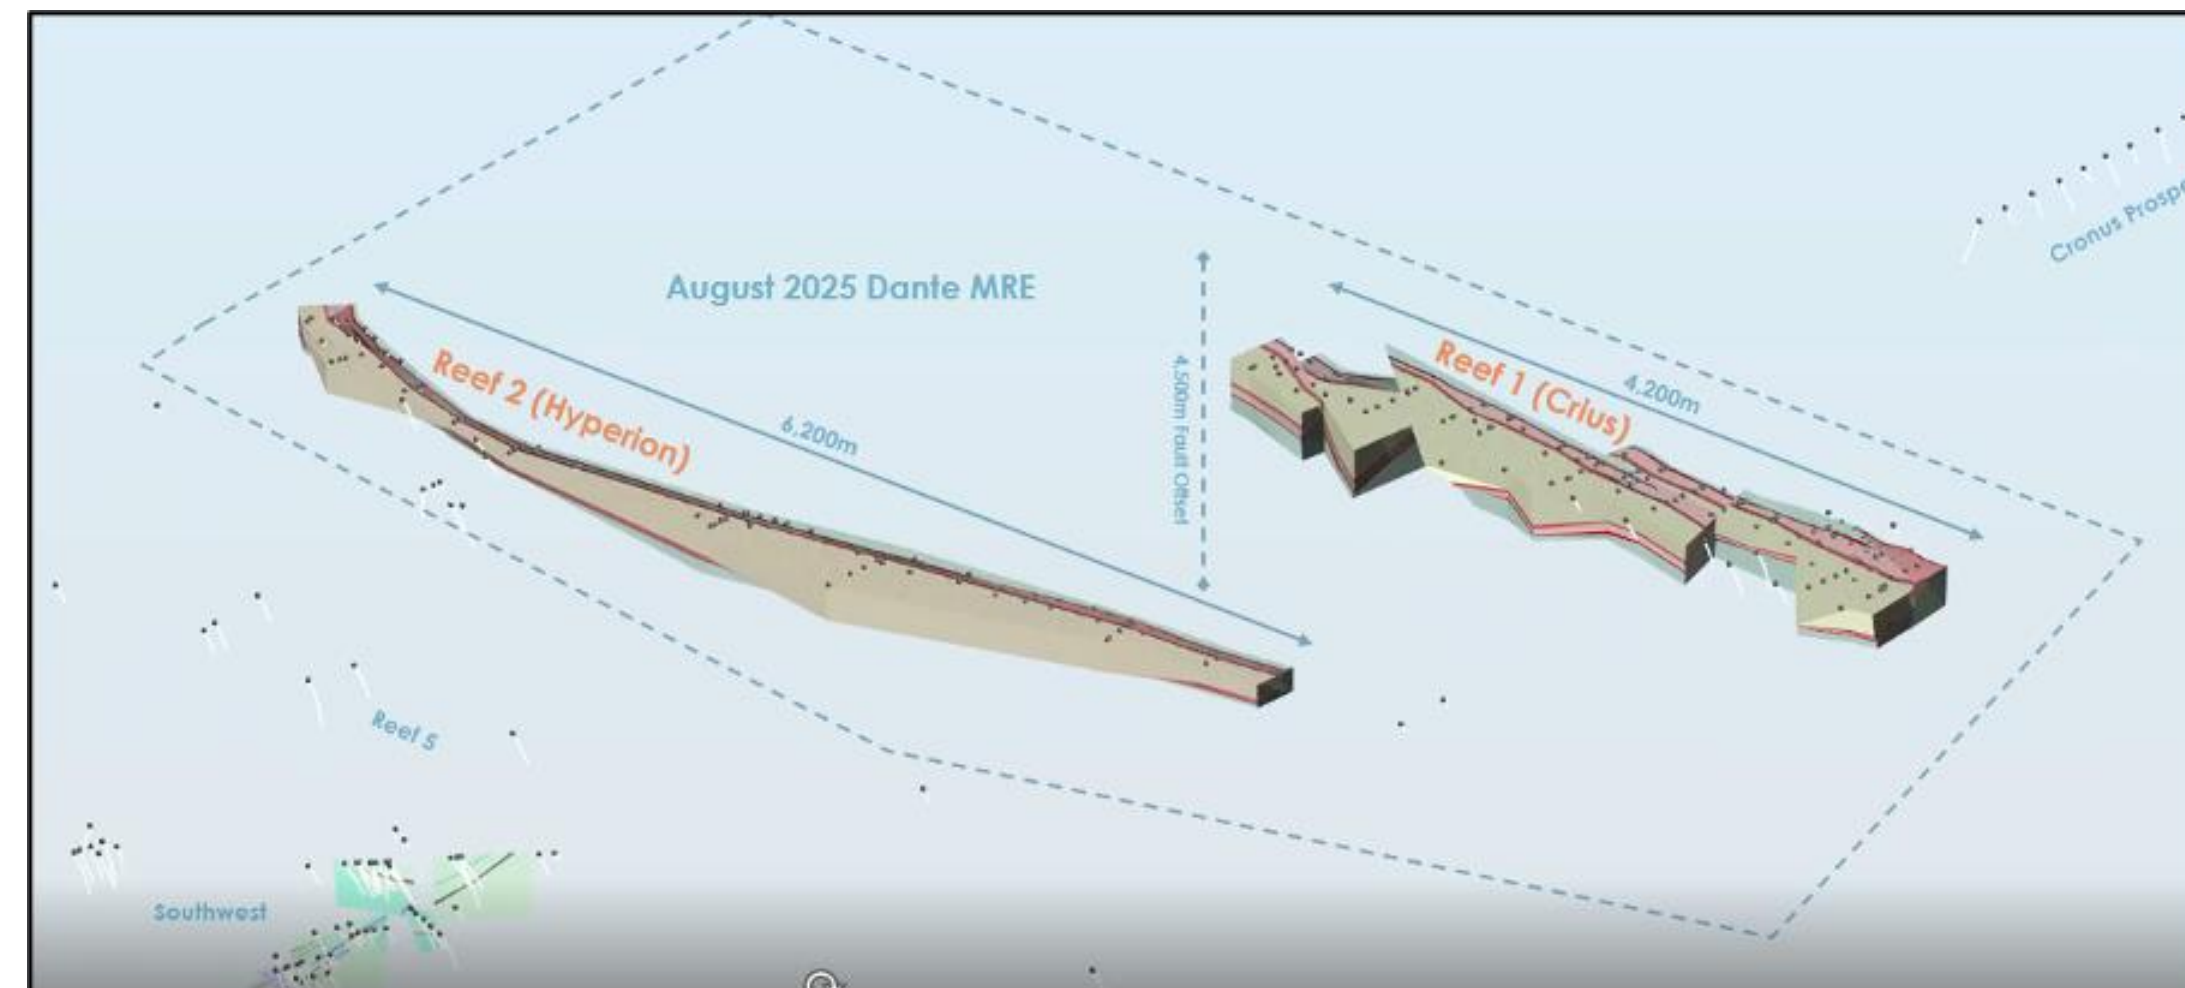 August 2025 Dante MRE
Reef 2 (Hyperion)
6,200m
4,500m Fault Offset
Reef 1 (Crius)
4,200m
Cronus
Reef 5
Southwest